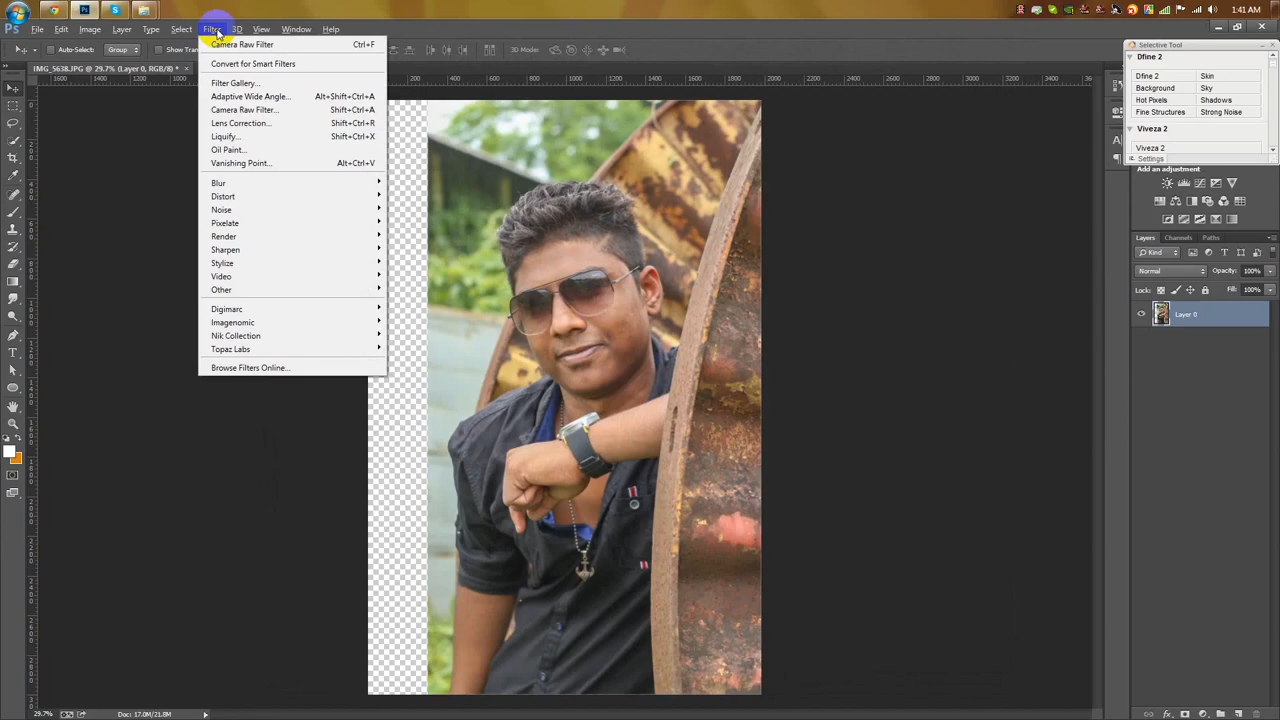 1:41 AM
Ps File Edit Image Layer Type Select Filter 3D View Window Help
Auto-Select: Group Show Tran 3D Mode:
IMG_5638.JPG @ 29.7% (Layer 0, RGB/8) * ×
Camera Raw Filter Ctrl+F
Convert for Smart Filters
Filter Gallery...
Adaptive Wide Angle... Alt+Shift+Ctrl+A
Camera Raw Filter... Shift+Ctrl+A
Lens Correction... Shift+Ctrl+R
Liquify... Shift+Ctrl+X
Oil Paint...
Vanishing Point... Alt+Ctrl+V
Blur
Distort
Noise
Pixelate
Render
Sharpen
Stylize
Video
Other
Digimarc
Imagenomic
Nik Collection
Topaz Labs
Browse Filters Online...
Selective Tool
Dfine 2
Dfine 2 Skin
Background Sky
Hot Pixels Shadows
Fine Structures Strong Noise
Viveza 2
Viveza 2
Settings
Add an adjustment
Layers Channels Paths
Kind
Normal Opacity: 100%
Lock: Fill: 100%
Layer 0
29.7% Doc: 17.0M/21.8M